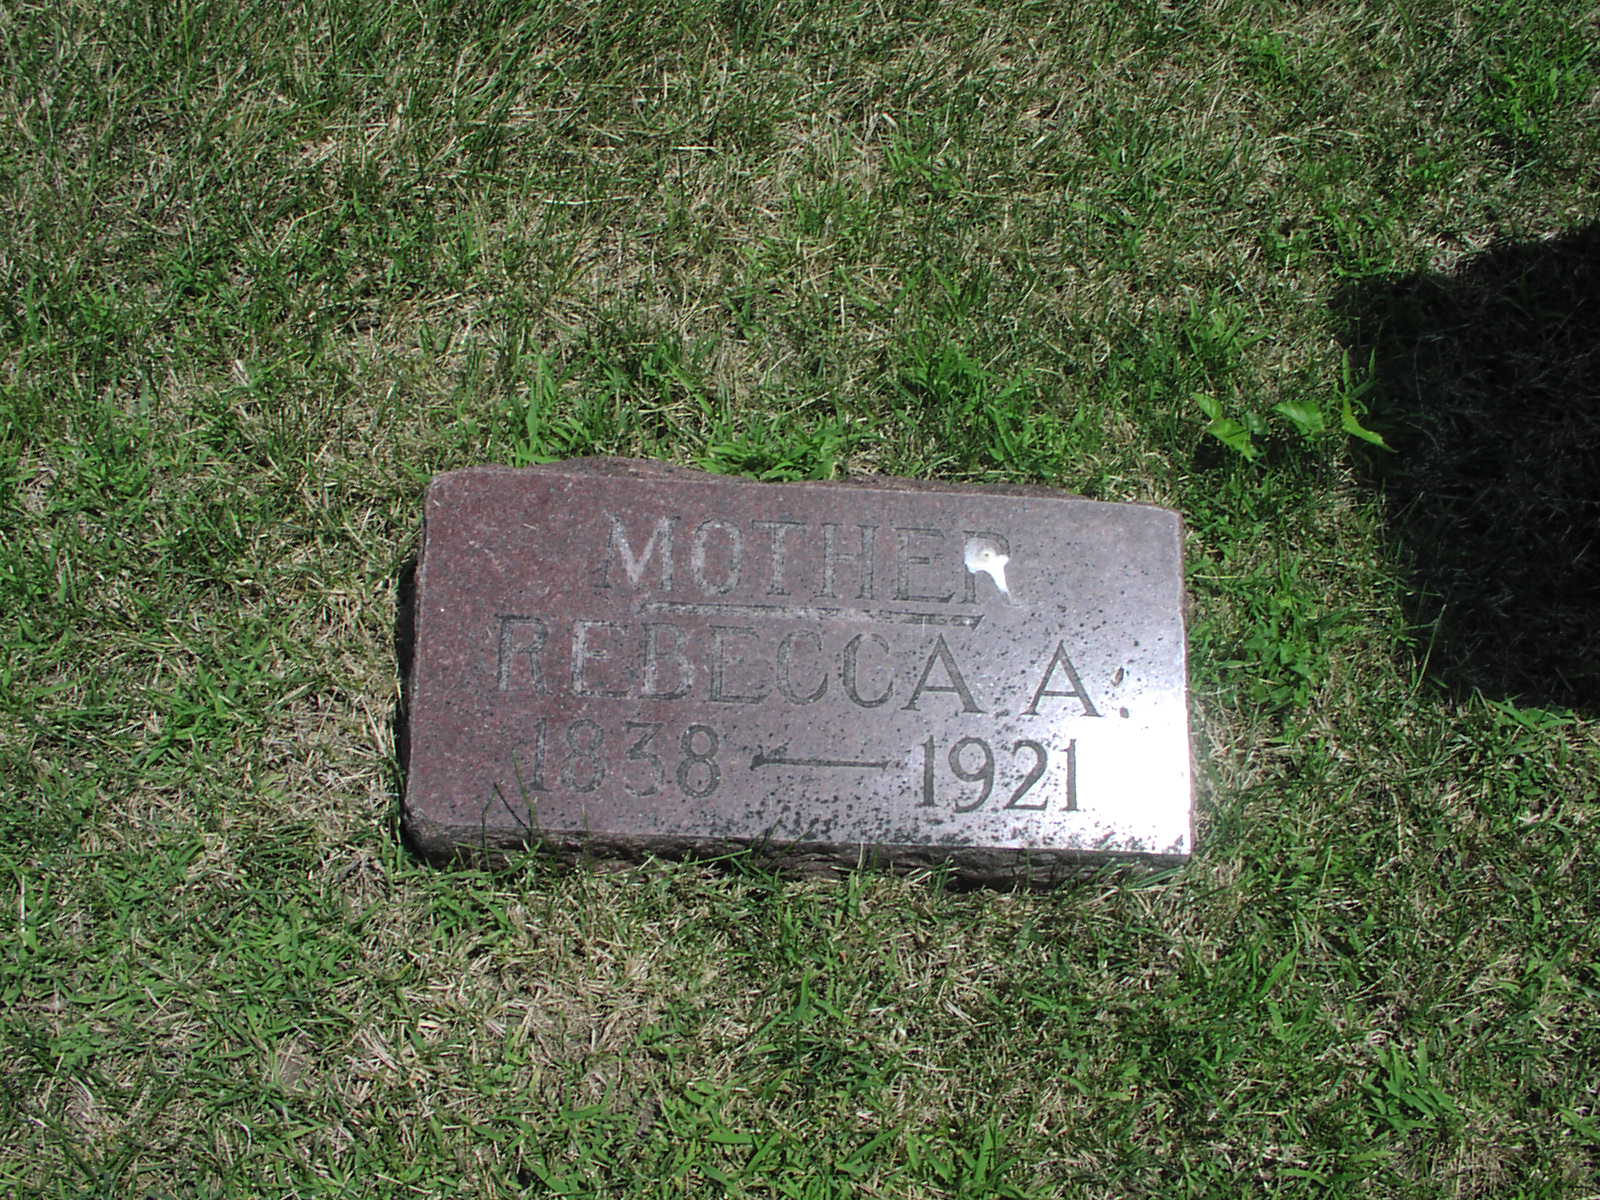 MOTHER
REBECCA A.
1838 — 1921